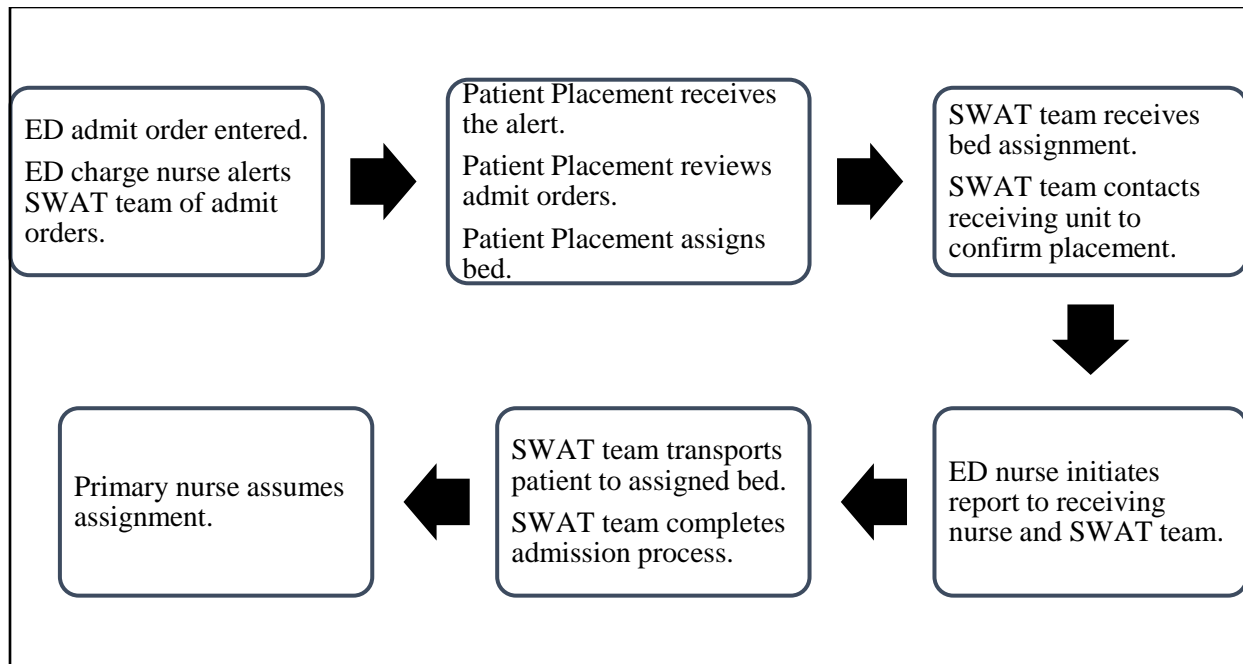 ED admit order entered.
ED charge nurse alerts
SWAT team of admit
orders.
Patient Placement receives
the alert.
Patient Placement reviews
admit orders.
Patient Placement assigns
bed.
SWAT team receives
bed assignment.
SWAT team contacts
receiving unit to
confirm placement.
ED nurse initiates
report to receiving
nurse and SWAT team.
SWAT team transports
patient to assigned bed.
SWAT team completes
admission process.
Primary nurse assumes
assignment.